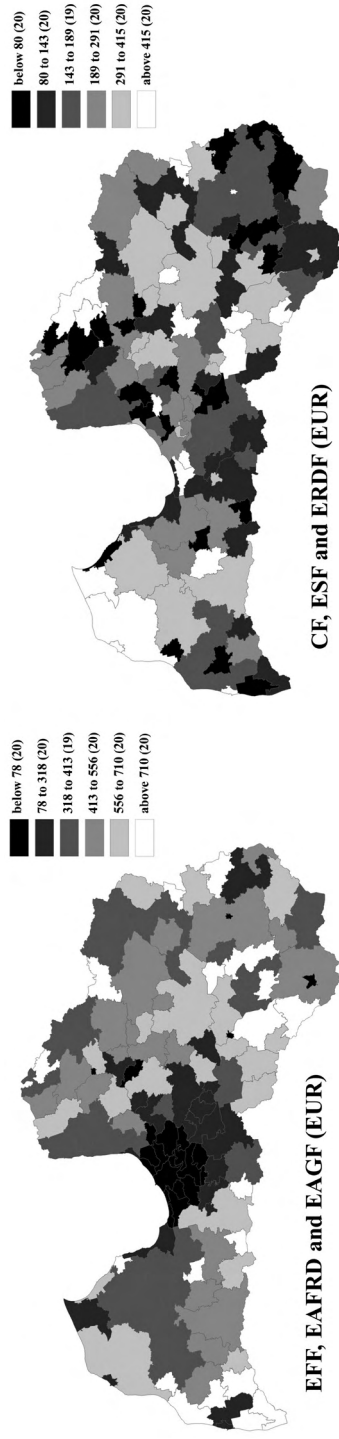 below 78 (20)
78 to 318 (20)
318 to 413 (19)
413 to 556 (20)
556 to 710 (20)
above 710 (20)
EFF, EAFRD and EAGF (EUR)
below 80 (20)
80 to 143 (20)
143 to 189 (19)
189 to 291 (20)
291 to 415 (20)
above 415 (20)
CF, ESF and ERDF (EUR)